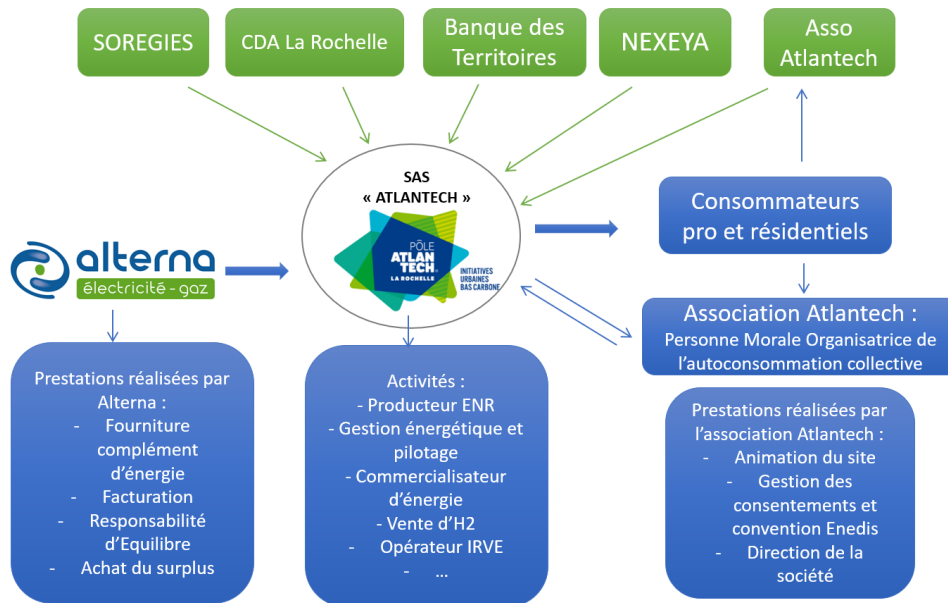 SOREGIES
CDA La Rochelle
Banque des
Territoires
NEXEYA
Asso
Atlantech
SAS
« ATLANTECH »
PÔLE
ATLAN
TECH®
LA ROCHELLE
INITIATIVES
URBAINES
BAS CARBONE
alterna
électricité - gaz
Consommateurs
pro et résidentiels
Association Atlantech :
Personne Morale Organisatrice de
l'autoconsommation collective
Prestations réalisées par
Alterna :
- Fourniture
complément
d'énergie
- Facturation
- Responsabilité
d'Equilibre
- Achat du surplus
Activités :
- Producteur ENR
- Gestion énergétique et
pilotage
- Commercialisateur
d'énergie
- Vente d'H2
- Opérateur IRVE
- ...
Prestations réalisées par
l'association Atlantech :
- Animation du site
- Gestion des
consentements et
convention Enedis
- Direction de la
société